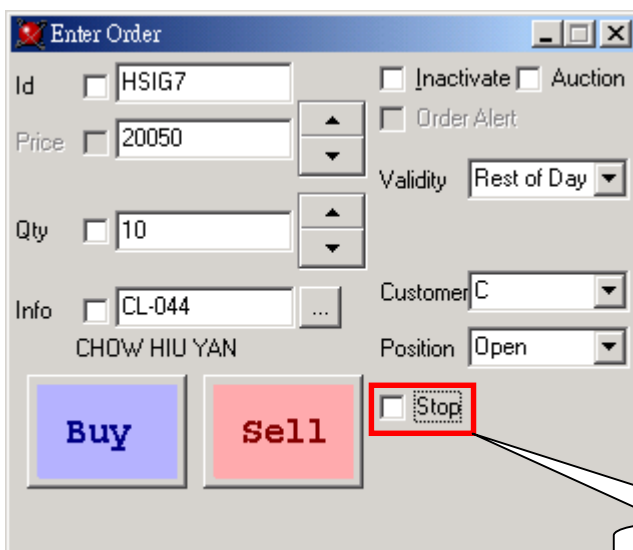 Enter Order
Id HSIG7 Inactivate Auction
Order Alert
Price 20050
Validity Rest of Day
Qty 10
Customer C
Info CL-044 ...
CHOW HIU YAN Position Open
Buy Sell Stop